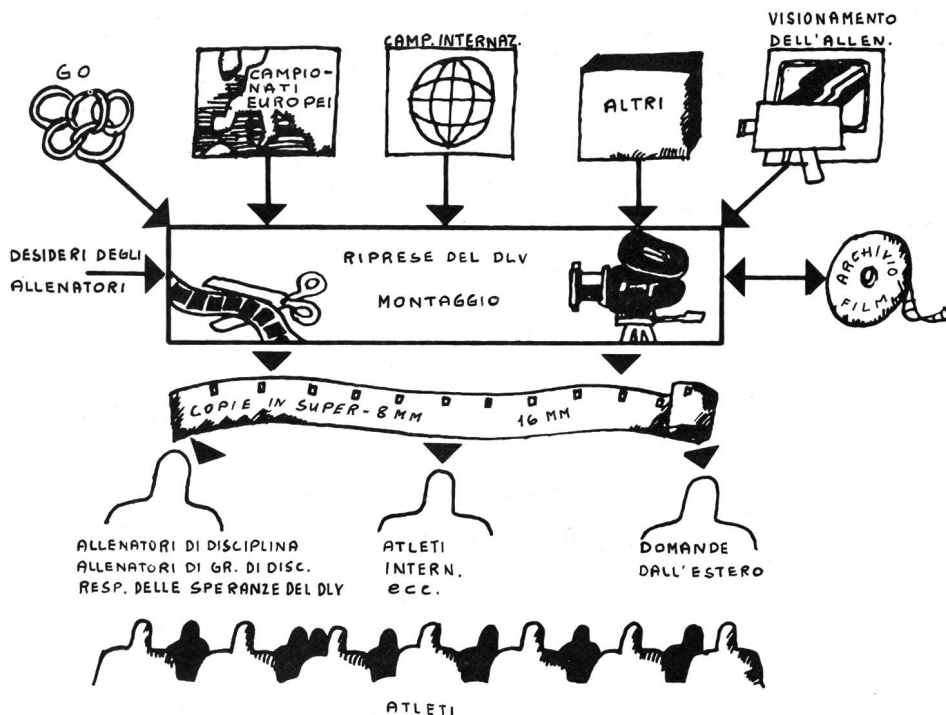 GO
CAMPIO-
NATI
EUROPEI
CAMP. INTERNAZ.
ALTRI
VISIONAMENTO
DELL'ALLEN.
DESIDERI DEGLI
ALLENATORI
RIPRESE DEL DLV
MONTAGGIO
ARCHIVIO
FILM
COPIE IN SUPER-8 MM
16 MM
ALLENATORI DI DISCIPLINA
ALLENATORI DI GR. DI DISC.
RESP. DELLE SPERANZE DEL DLV
ATLETI
INTERN.
ecc.
DOMANDE
DALL'ESTERO
ATLETI